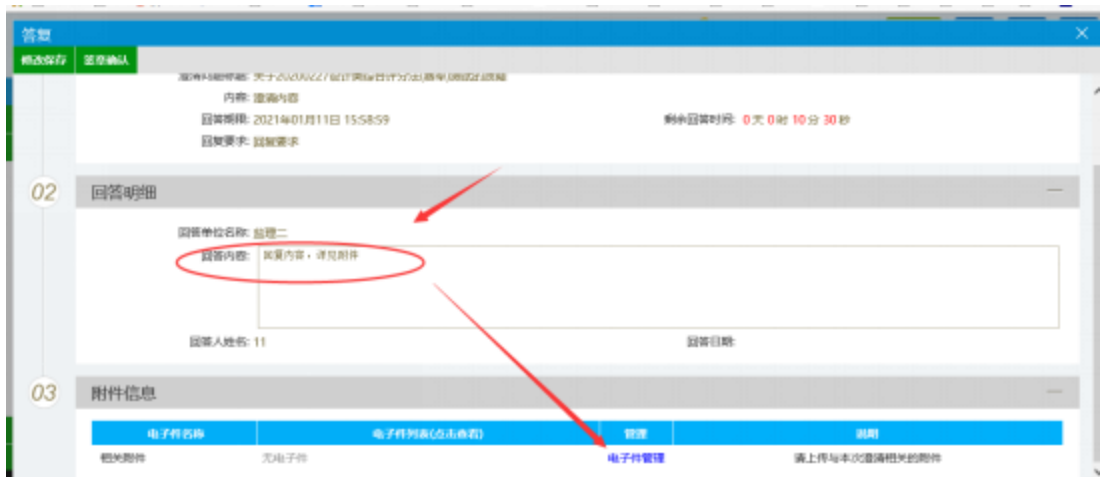 答复
修改保存 签章确认
内容: 澄清内容
回答期限: 2021年01月11日 15:58:59 剩余回答时间: 0 天 0 时 10 分 30 秒
回复要求: 回复要求
02 回答明细
回答单位名称: 监理二
回答内容: 回复内容，详见附件
回答人姓名: 11 回答日期:
03 附件信息
电子件名称 电子件列表(点击查看) 管理 说明
相关附件 无电子件 电子件管理 请上传与本次澄清相关的附件